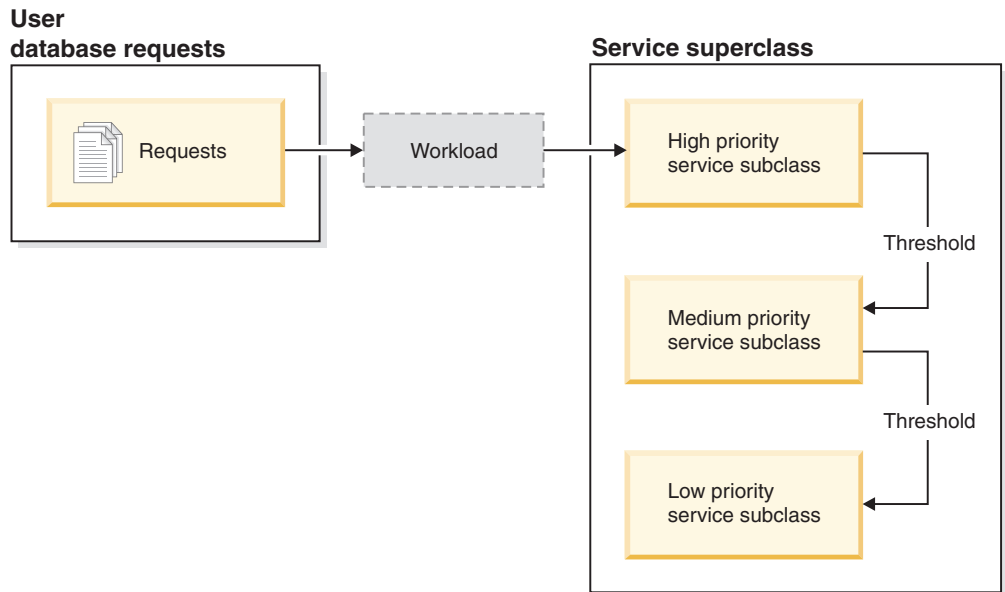 User
database requests
Requests
Workload
Service superclass
High priority
service subclass
Threshold
Medium priority
service subclass
Threshold
Low priority
service subclass